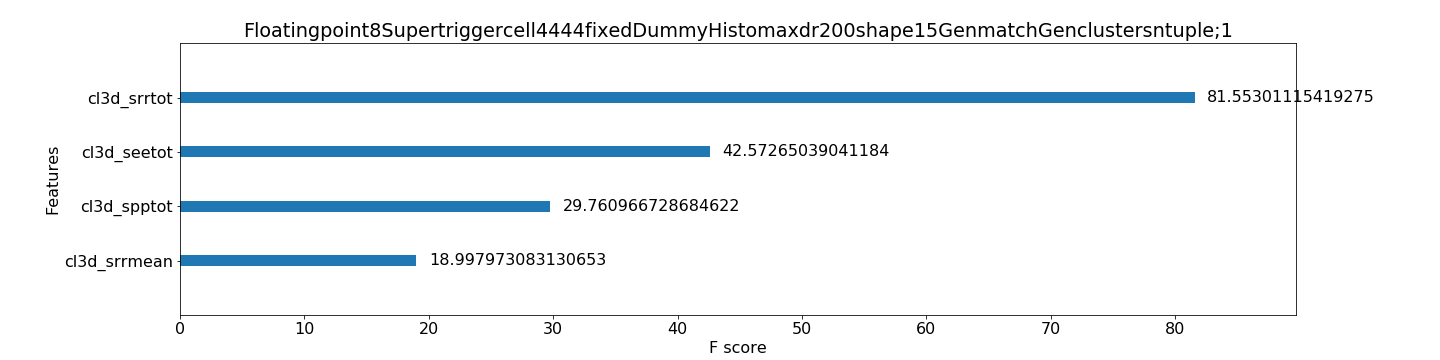 Floatingpoint8Supertriggercell4444fixedDummyHistomaxdr200shape15GenmatchGenclustersntuple;1
cl3d_srrtot
81.55301115419275
cl3d_seetot
42.57265039041184
Features
cl3d_spptot
29.760966728684622
cl3d_srrmean
18.997973083130653
0 10 20 30 40 50 60 70 80
F score